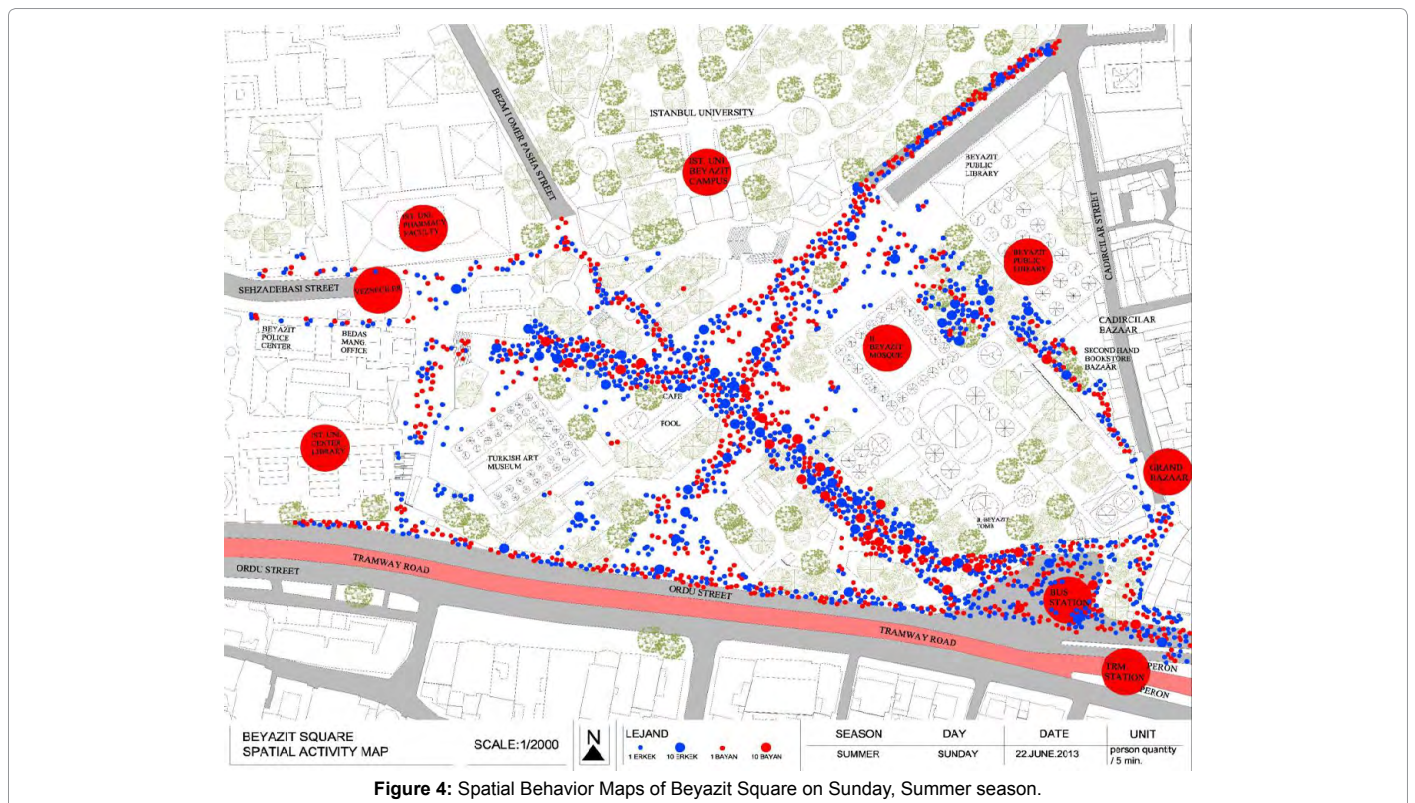 BEZM I OMER PASHA STREET
ISTANBUL UNIVERSITY
IST. UNI.
BEYAZIT
CAMPUS
BEYAZIT
PUBLIC
LIBRARY
IST. UNI.
PHARMACY
FACULTY
CADIRCILAR STREET
BEYAZIT
PUBLIC
LIBRARY
SEHZADEBASI STREET
VEZNECILER
BEYAZIT
POLICE
CENTER
BEDAS
MANG.
OFFICE
II.
BEYAZIT
MOSQUE
CADIRCILAR
BAZAAR
SECOND HAND
BOOKSTORE
BAZAAR
CAFE
FOOL
IST. UNI.
CENTER
LIBRARY
TURKISH ART
MUSEUM
GRAND
BAZAAR
II. BEYAZIT
TOMB
TRAMWAY ROAD
ORDU STREET
ORDU STREET
BUS
STATION
TRAMWAY ROAD
TRM.
STATION
PERON
PERON
BEYAZIT SQUARE
SPATIAL ACTIVITY MAP
SCALE:1/2000
N
LEJAND
1 ERKEK 10 ERKEK 1 BAYAN 10 BAYAN
SEASON DAY DATE UNIT
SUMMER SUNDAY 22.JUNE.2013 person quantty
/ 5 min.
Figure 4: Spatial Behavior Maps of Beyazit Square on Sunday, Summer season.